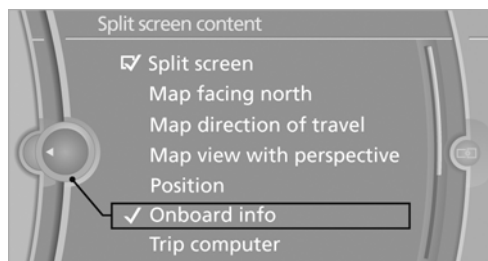 Split screen content
Split screen
Map facing north
Map direction of travel
Map view with perspective
Position
Onboard info
Trip computer